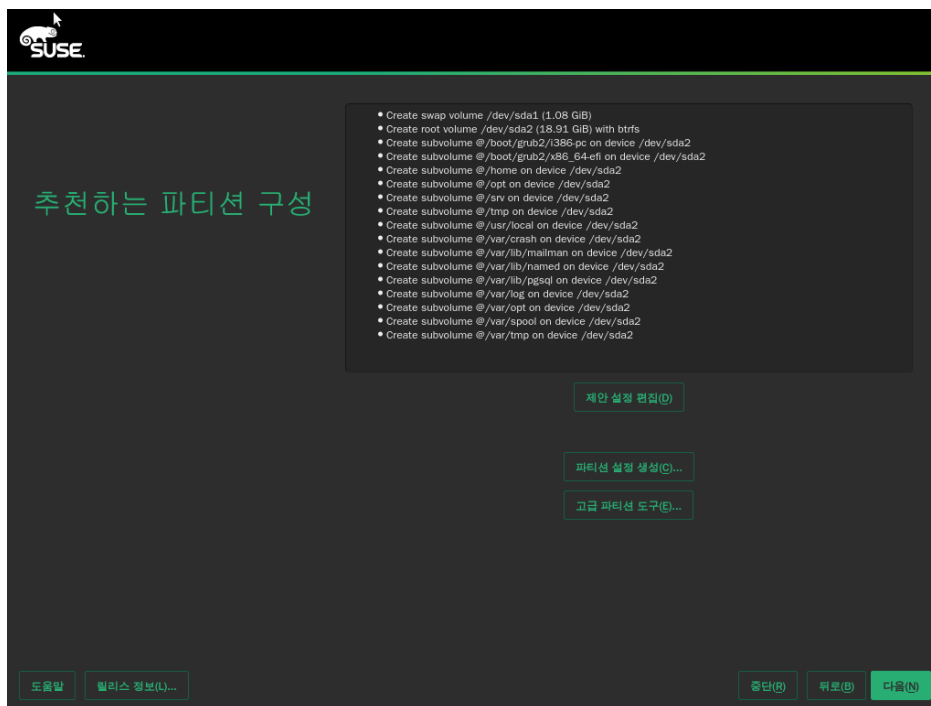 SUSE.
• Create swap volume /dev/sda1 (1.08 GiB)
• Create root volume /dev/sda2 (18.91 GiB) with btrfs
• Create subvolume @/boot/grub2/i386-pc on device /dev/sda2
• Create subvolume @/boot/grub2/x86_64-efi on device /dev/sda2
• Create subvolume @/home on device /dev/sda2
• Create subvolume @/opt on device /dev/sda2
• Create subvolume @/srv on device /dev/sda2
• Create subvolume @/tmp on device /dev/sda2
• Create subvolume @/usr/local on device /dev/sda2
• Create subvolume @/var/crash on device /dev/sda2
• Create subvolume @/var/lib/mailman on device /dev/sda2
• Create subvolume @/var/lib/named on device /dev/sda2
• Create subvolume @/var/lib/pgsql on device /dev/sda2
• Create subvolume @/var/log on device /dev/sda2
• Create subvolume @/var/opt on device /dev/sda2
• Create subvolume @/var/spool on device /dev/sda2
• Create subvolume @/var/tmp on device /dev/sda2
추천하는 파티션 구성
제안 설정 편집(D)
파티션 설정 생성(C)...
고급 파티션 도구(E)...
도움말 릴리스 정보(L)... 중단(R) 뒤로(B) 다음(N)